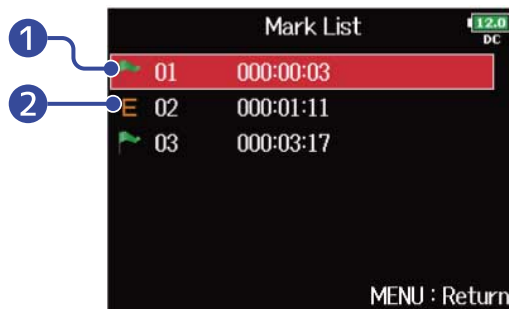 Mark List
12.0
DC
1
01 000:00:03
2
E 02 000:01:11
03 000:03:17
MENU : Return